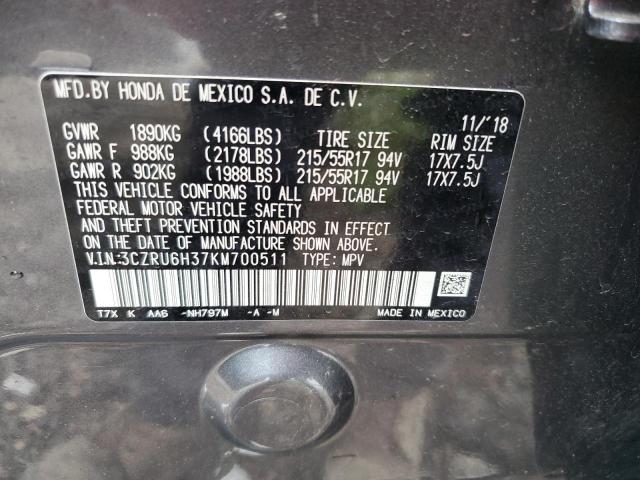 MFD.BY HONDA DE MEXICO S.A. DE C.V.
11/'18
GVWR 1890KG (4166LBS) TIRE SIZE RIM SIZE
GAWR F 988KG (2178LBS) 215/55R17 94V 17X7.5J
GAWR R 902KG (1988LBS) 215/55R17 94V 17X7.5J
THIS VEHICLE CONFORMS TO ALL APPLICABLE
FEDERAL MOTOR VEHICLE SAFETY
AND THEFT PREVENTION STANDARDS IN EFFECT
ON THE DATE OF MANUFACTURE SHOWN ABOVE.
V.I.N:3CZRU6H37KM700511 TYPE: MPV
T7X K AA6 -NH797M -A -M MADE IN MEXICO